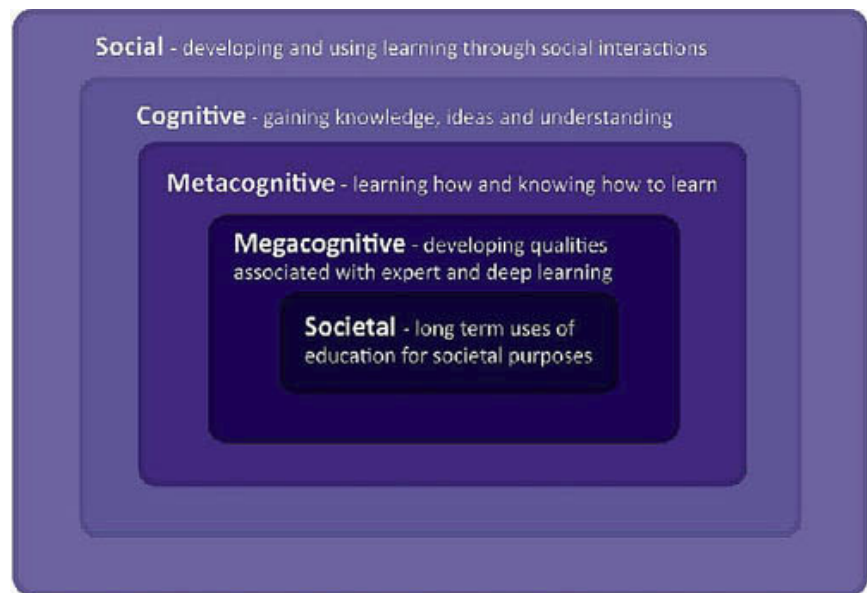 Social - developing and using learning through social interactions
Cognitive - gaining knowledge, ideas and understanding
Metacognitive - learning how and knowing how to learn
Megacognitive - developing qualities
associated with expert and deep learning
Societal - long term uses of
education for societal purposes